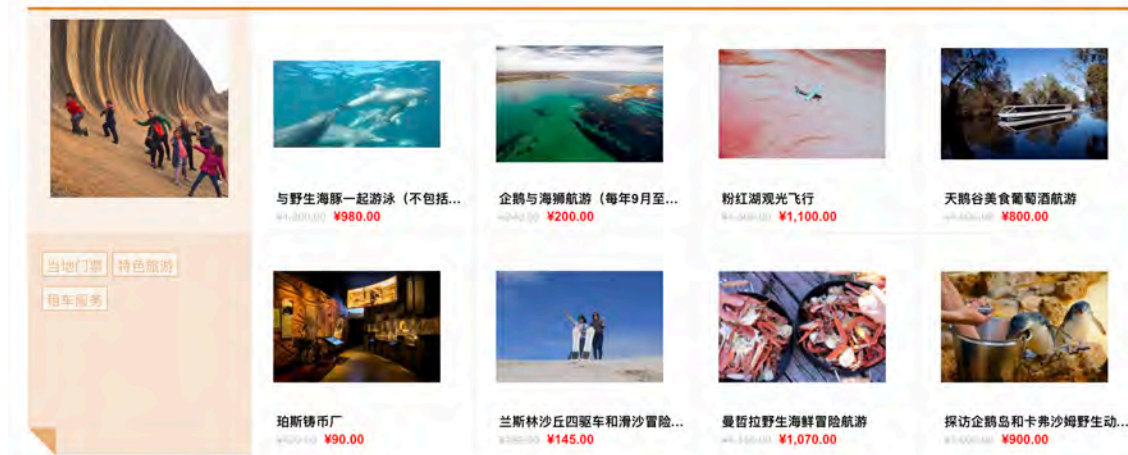 与野生海豚一起游泳（不包括...
¥980.00
企鹅与海狮航游（每年9月至...
¥200.00
粉红湖观光飞行
¥1,100.00
天鹅谷美食葡萄酒航游
¥800.00
当地门票 特色旅游
租车服务
珀斯铸币厂
¥90.00
兰斯林沙丘四驱车和滑沙冒险...
¥145.00
曼哲拉野生海鲜冒险航游
¥1,070.00
探访企鹅岛和卡弗沙姆野生动...
¥900.00